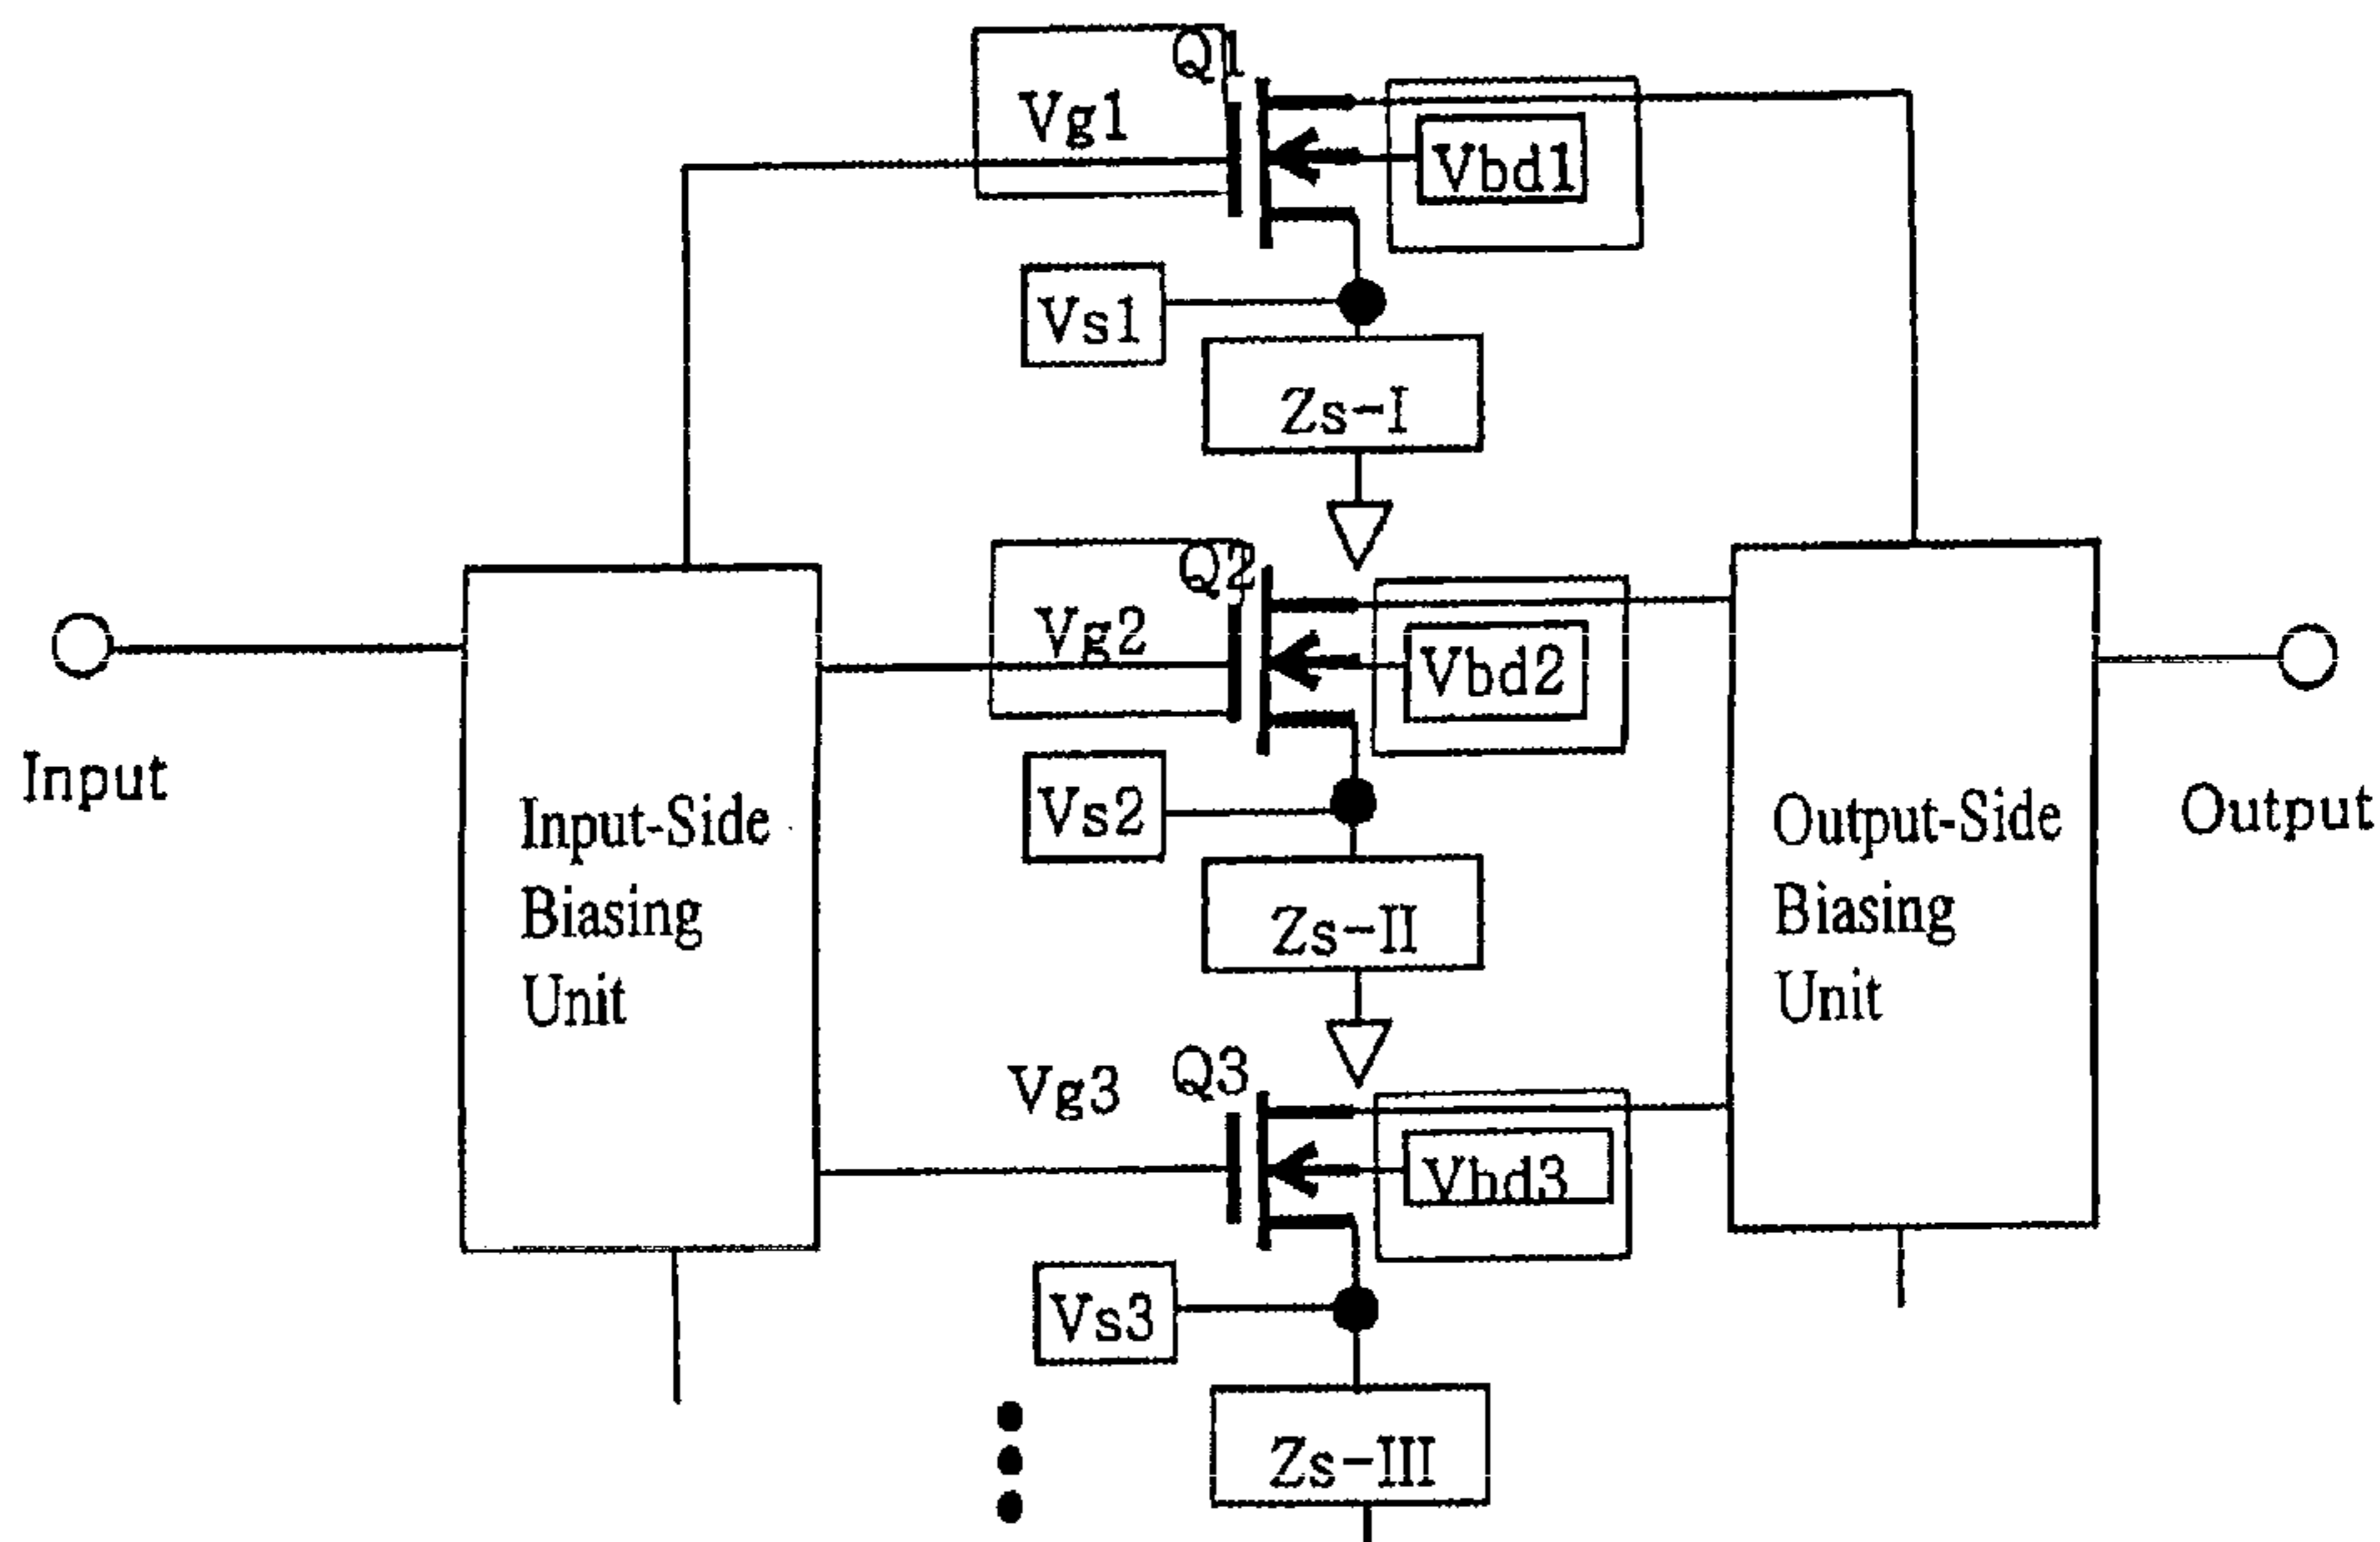 Q1
Vg1
Vbd1
Vs1
Zs-I
Q2
Vg2
Vbd2
Vs2
Zs-II
Input
Input-Side
Biasing
Unit
Output-Side
Biasing
Unit
Output
Q3
Vg3
Vbd3
Vs3
Zs-III